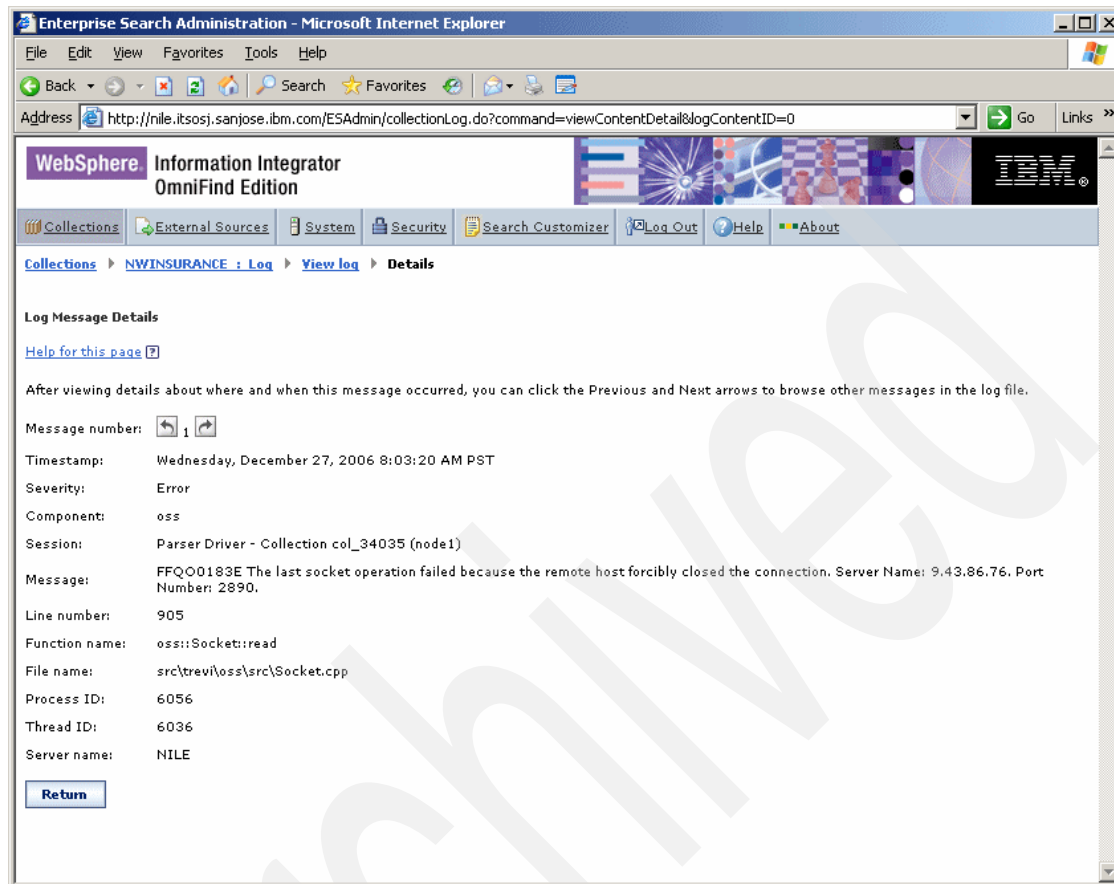 Enterprise Search Administration - Microsoft Internet Explorer
File Edit View Favorites Tools Help
Back Search Favorites
Address http://nile.itsosj.sanjose.ibm.com/ESAdmin/collectionLog.do?command=viewContentDetail&logContentID=0 Go Links »
WebSphere. Information Integrator
OmniFind Edition
IBM®
Collections External Sources System Security Search Customizer Log Out Help About
Collections NWINSURANCE : Log View log Details
Log Message Details
Help for this page ?
After viewing details about where and when this message occurred, you can click the Previous and Next arrows to browse other messages in the log file.
Message number: 1
Timestamp: Wednesday, December 27, 2006 8:03:20 AM PST
Severity: Error
Component: oss
Session: Parser Driver - Collection col_34035 (node1)
Message: FFQO0183E The last socket operation failed because the remote host forcibly closed the connection. Server Name: 9.43.86.76. Port
Number: 2890.
Line number: 905
Function name: oss::Socket::read
File name: src\trevi\oss\src\Socket.cpp
Process ID: 6056
Thread ID: 6036
Server name: NILE
Return